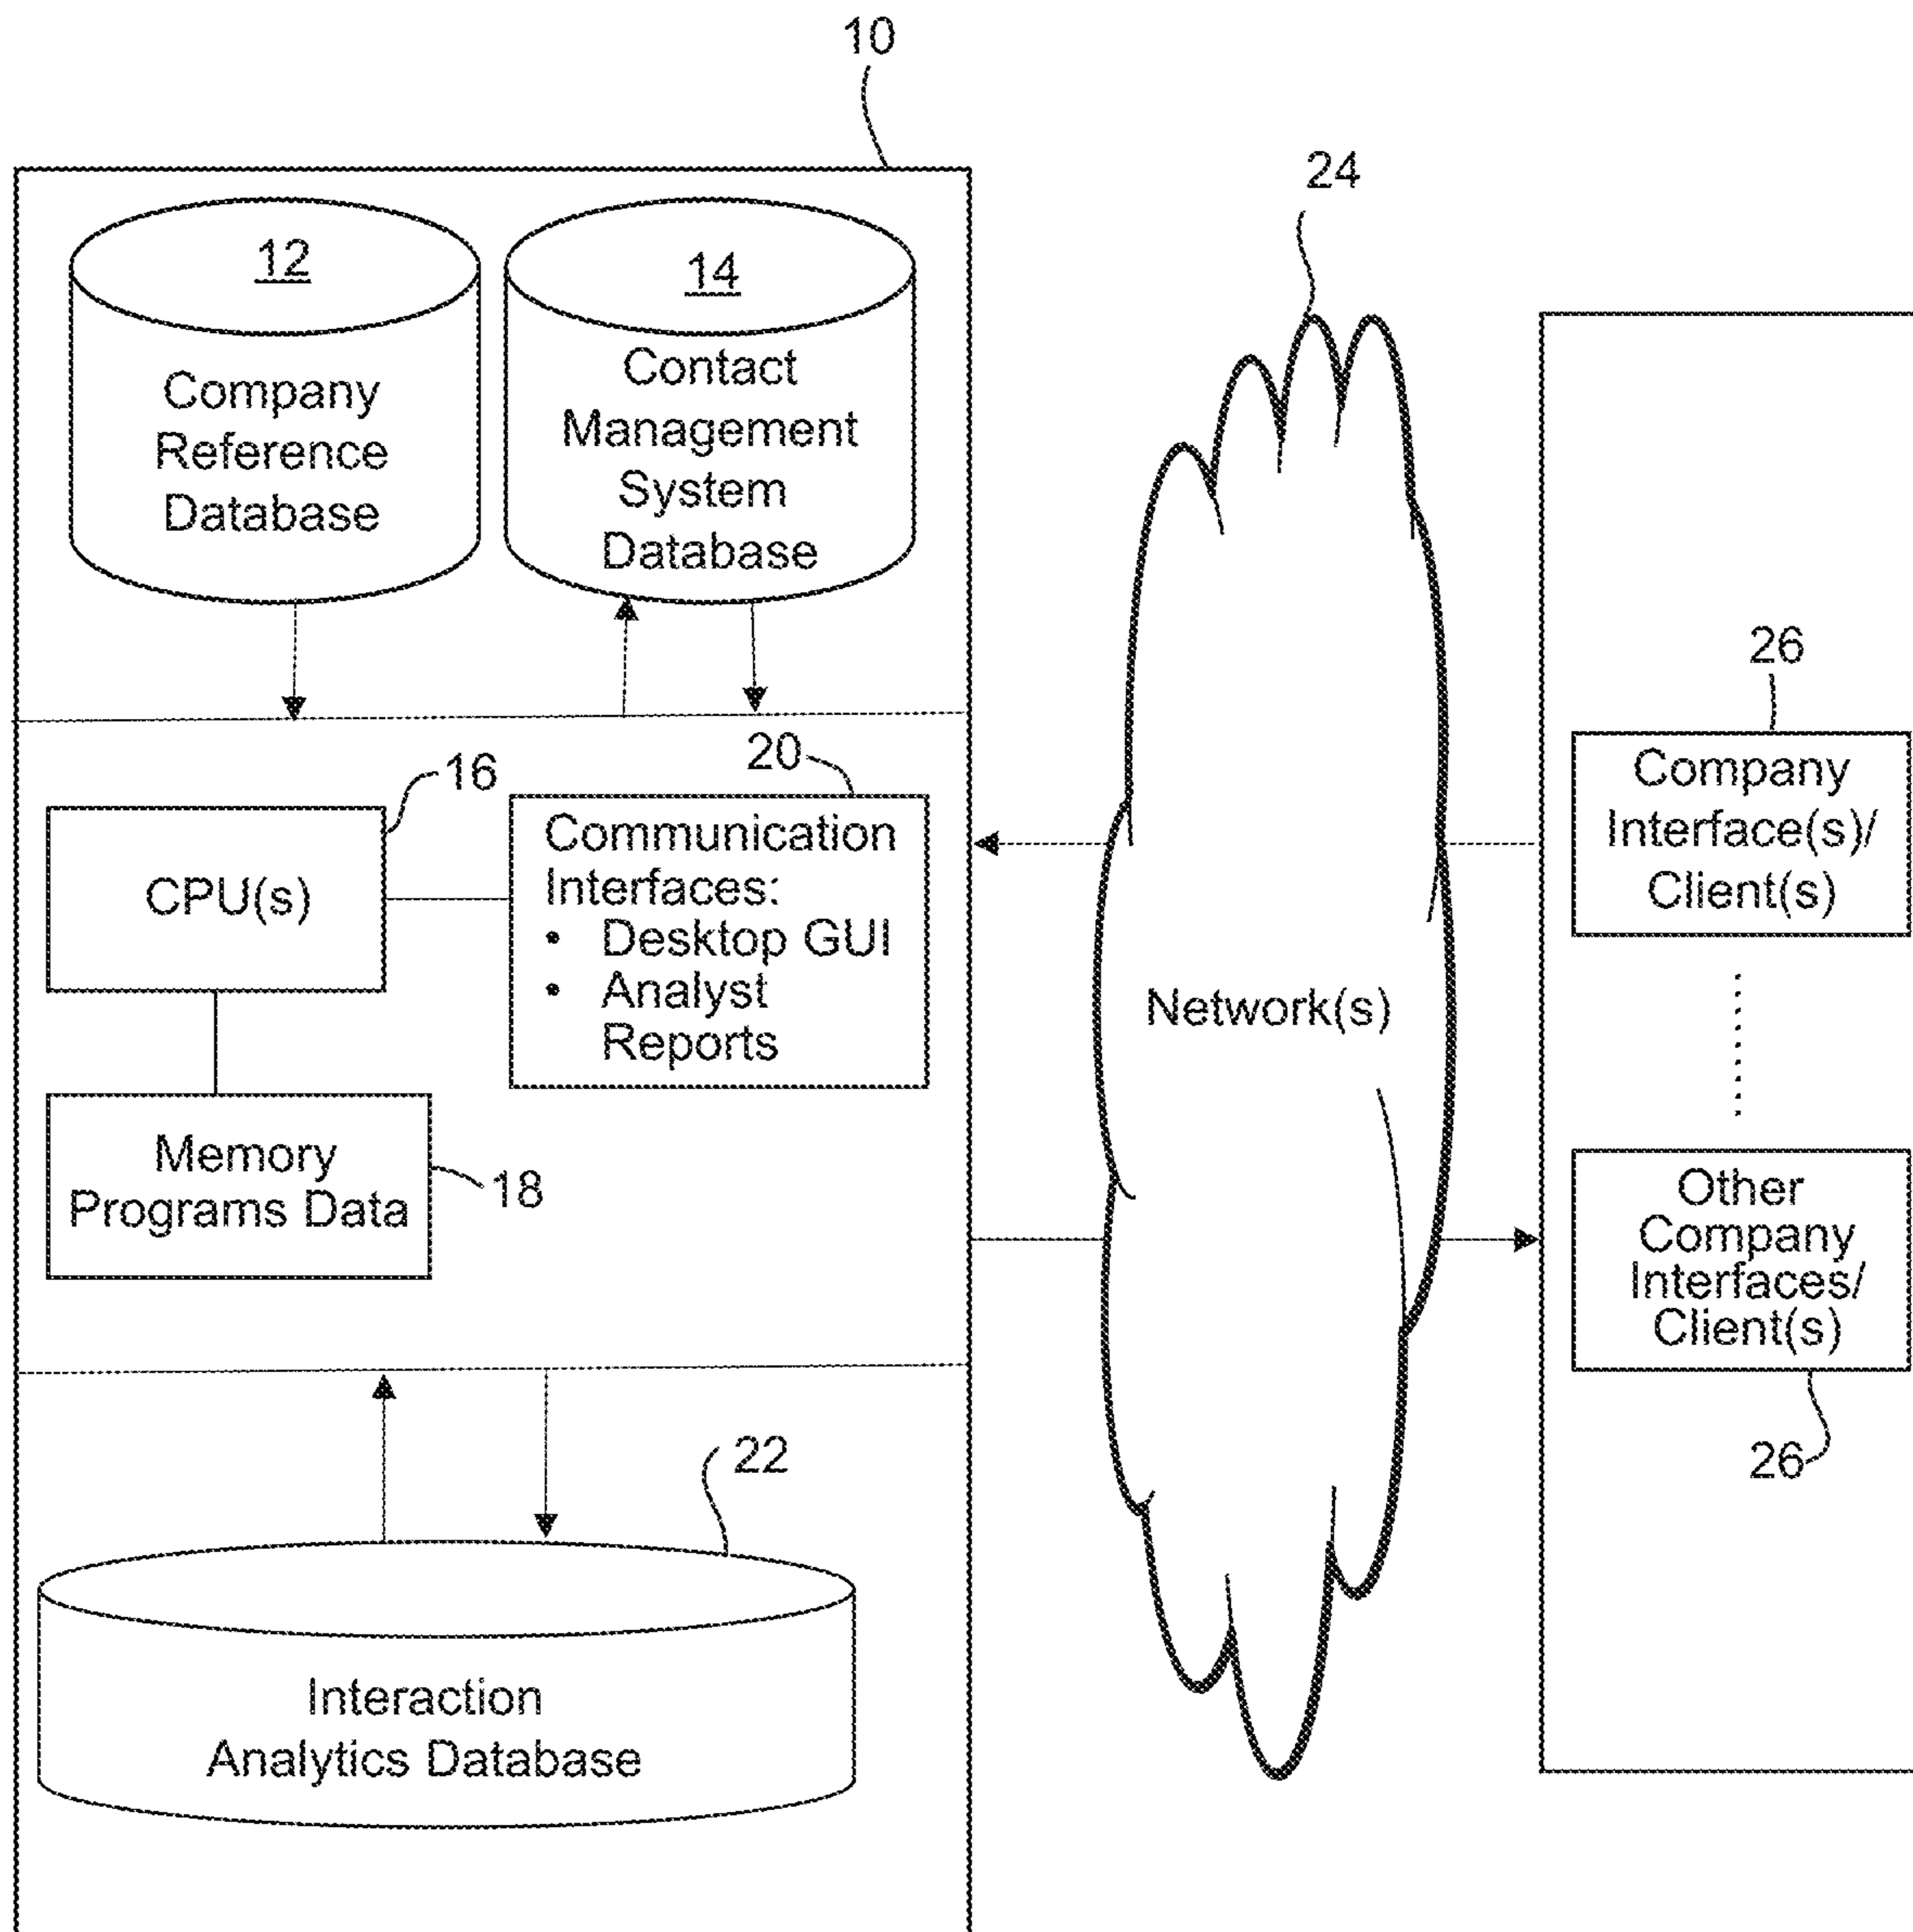 10
24
12
Company
Reference
Database
14
Contact
Management
System
Database
16
CPU(s)
20
Communication
Interfaces:
• Desktop GUI
• Analyst
Reports
Memory
Programs Data
18
22
Interaction
Analytics Database
Network(s)
26
Company
Interface(s)/
Client(s)
Other
Company
Interfaces/
Client(s)
26